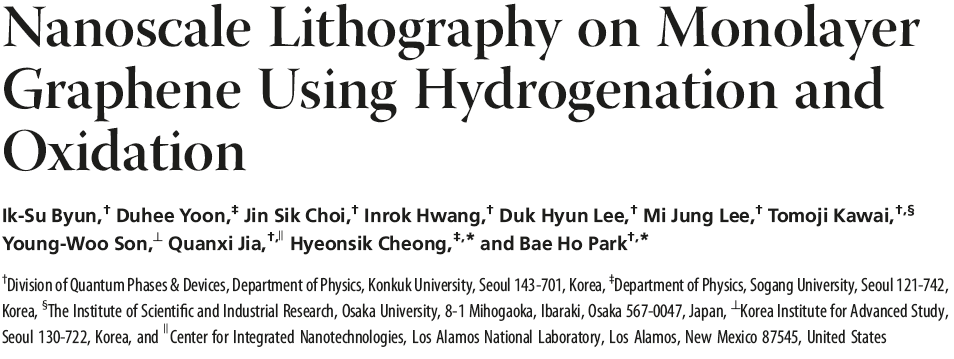 Nanoscale Lithography on Monolayer
Graphene Using Hydrogenation and
Oxidation
Ik-Su Byun,† Duhee Yoon,‡ Jin Sik Choi,† Inrok Hwang,† Duk Hyun Lee,† Mi Jung Lee,† Tomoji Kawai,†,§
Young-Woo Son,⊥ Quanxi Jia,†,∥ Hyeonsik Cheong,‡,* and Bae Ho Park†,*
†Division of Quantum Phases & Devices, Department of Physics, Konkuk University, Seoul 143-701, Korea, ‡Department of Physics, Sogang University, Seoul 121-742,
Korea, §The Institute of Scientific and Industrial Research, Osaka University, 8-1 Mihogaoka, Ibaraki, Osaka 567-0047, Japan, ⊥Korea Institute for Advanced Study,
Seoul 130-722, Korea, and ∥Center for Integrated Nanotechnologies, Los Alamos National Laboratory, Los Alamos, New Mexico 87545, United States